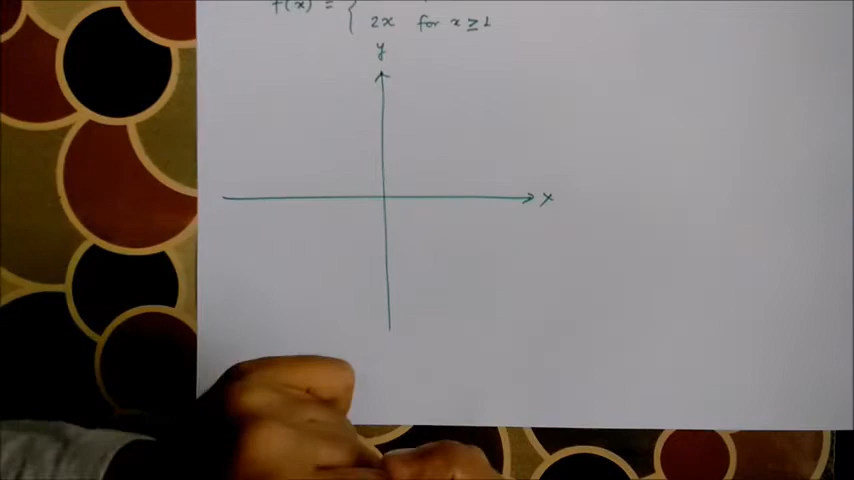 f(x) =
2x for x ≥ 1
y
x